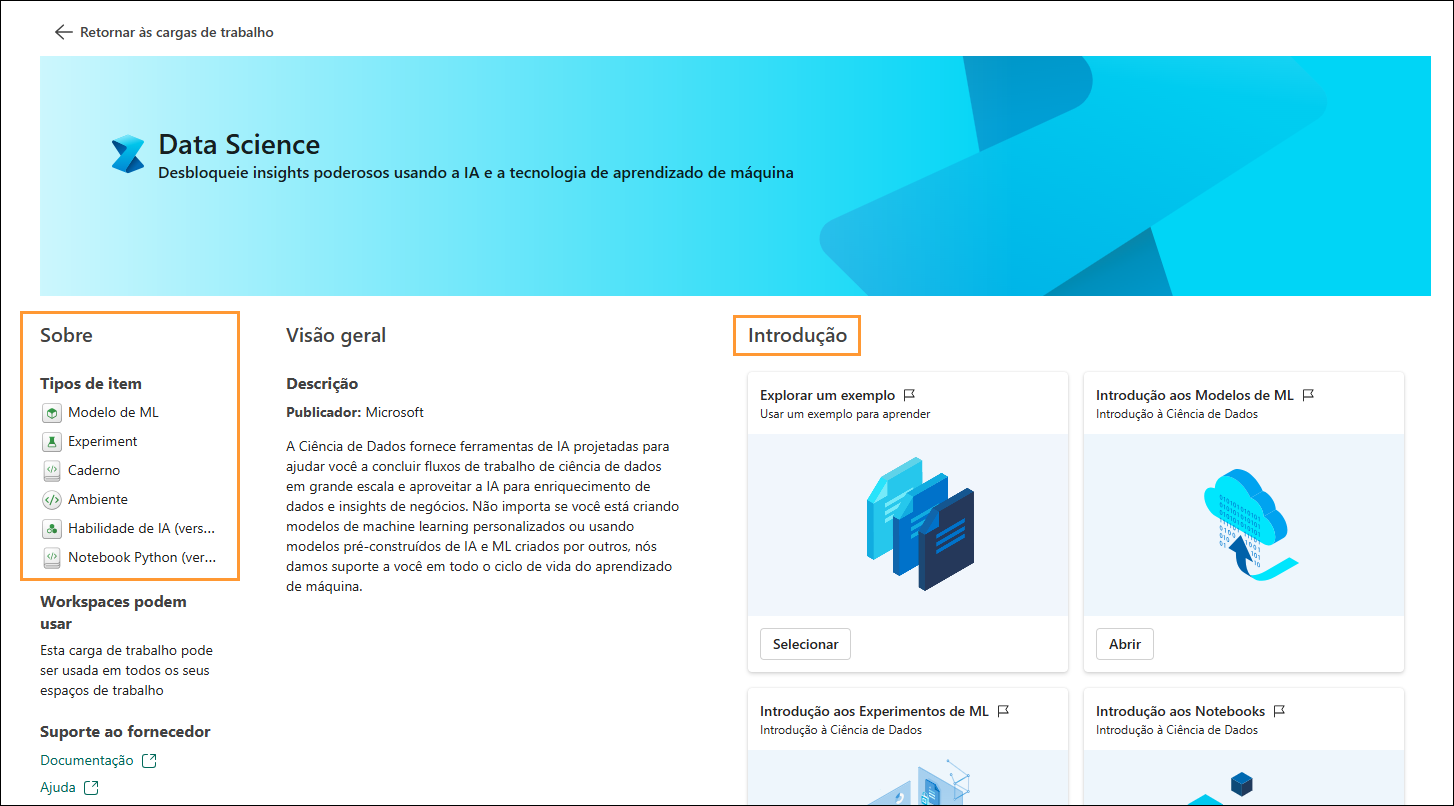 Retornar às cargas de trabalho
Data Science
Desbloqueie insights poderosos usando a IA e a tecnologia de aprendizado de máquina
Sobre
Tipos de item
Modelo de ML
Experiment
Caderno
Ambiente
Habilidade de IA (vers...
Notebook Python (ver...
Workspaces podem
usar
Esta carga de trabalho pode
ser usada em todos os seus
espaços de trabalho
Suporte ao fornecedor
Documentação
Ajuda
Visão geral
Descrição
Publicador: Microsoft
A Ciência de Dados fornece ferramentas de IA projetadas para
ajudar você a concluir fluxos de trabalho de ciência de dados
em grande escala e aproveitar a IA para enriquecimento de
dados e insights de negócios. Não importa se você está criando
modelos de machine learning personalizados ou usando
modelos pré-construídos de IA e ML criados por outros, nós
damos suporte a você em todo o ciclo de vida do aprendizado
de máquina.
Introdução
Explorar um exemplo
Usar um exemplo para aprender
Selecionar
Introdução aos Modelos de ML
Introdução à Ciência de Dados
Abrir
Introdução aos Experimentos de ML
Introdução à Ciência de Dados
Introdução aos Notebooks
Introdução à Ciência de Dados